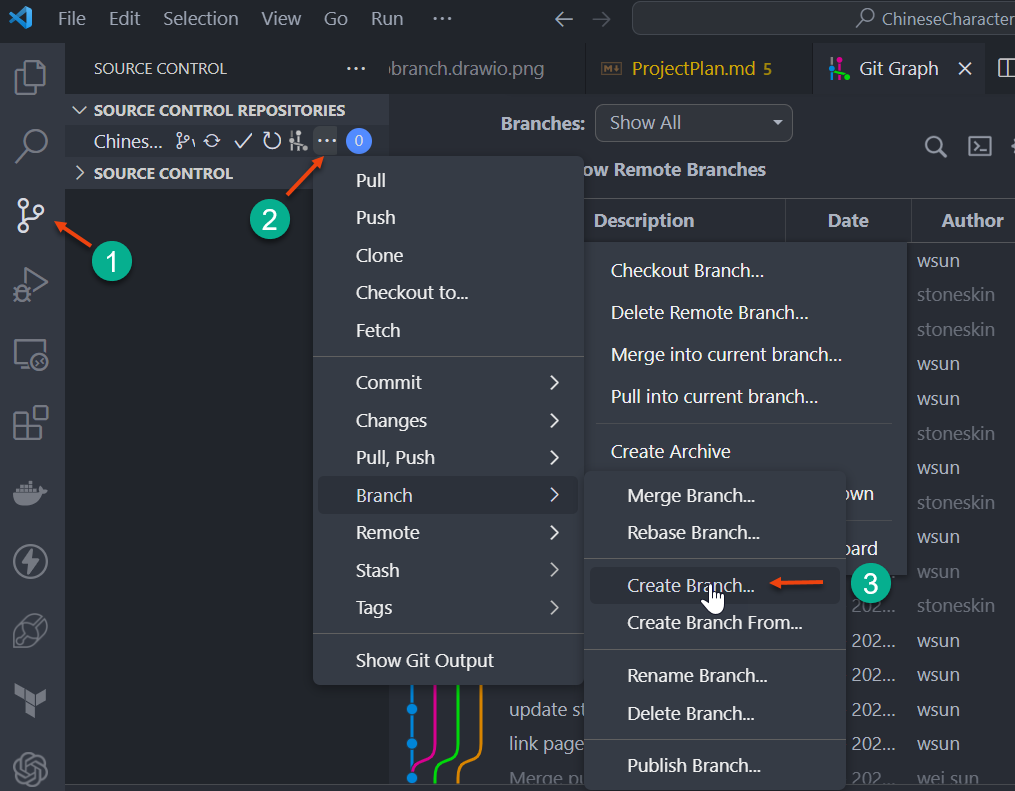 File Edit Selection View Go Run ···
ChineseCharacter
SOURCE CONTROL ···
branch.drawio.png
ProjectPlan.md 5
Git Graph
SOURCE CONTROL REPOSITORIES
Chines... ··· 0
SOURCE CONTROL
Branches: Show All
ow Remote Branches
Description Date Author
1
2
3
Pull
Push
Clone
Checkout to...
Fetch
Commit
Changes
Pull, Push
Branch
Remote
Stash
Tags
Show Git Output
Checkout Branch...
Delete Remote Branch...
Merge into current branch...
Pull into current branch...
Create Archive
own
oard
Merge Branch...
Rebase Branch...
Create Branch...
Create Branch From...
Rename Branch...
Delete Branch...
Publish Branch...
wsun
stoneskin
stoneskin
wsun
wsun
stoneskin
wsun
stoneskin
wsun
wsun
202... stoneskin
202... wsun
202... wsun
update st 202... wsun
link page 202... wsun
Merge pu 202... wei sun